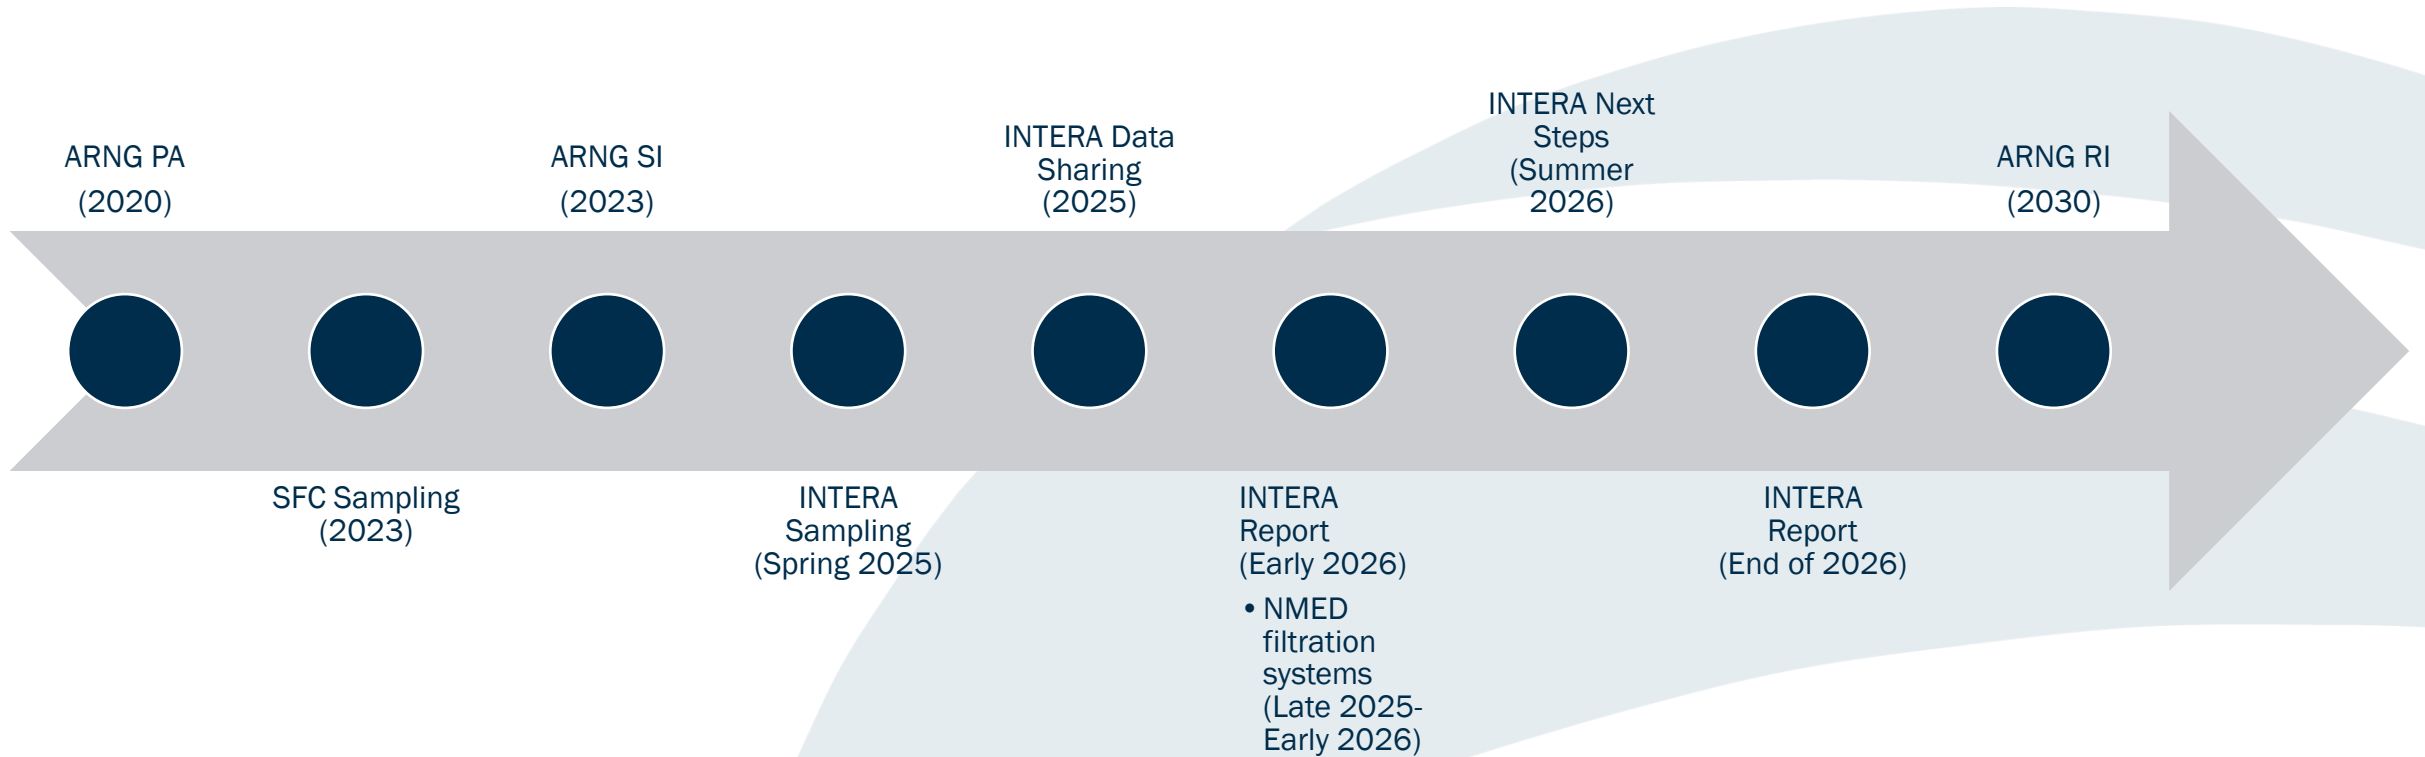 ARNG PA
(2020)
SFC Sampling
(2023)
ARNG SI
(2023)
INTERA
Sampling
(Spring 2025)
INTERA Data
Sharing
(2025)
INTERA
Report
(Early 2026)
• NMED
filtration
systems
(Late 2025-
Early 2026)
INTERA Next
Steps
(Summer
2026)
INTERA
Report
(End of 2026)
ARNG RI
(2030)